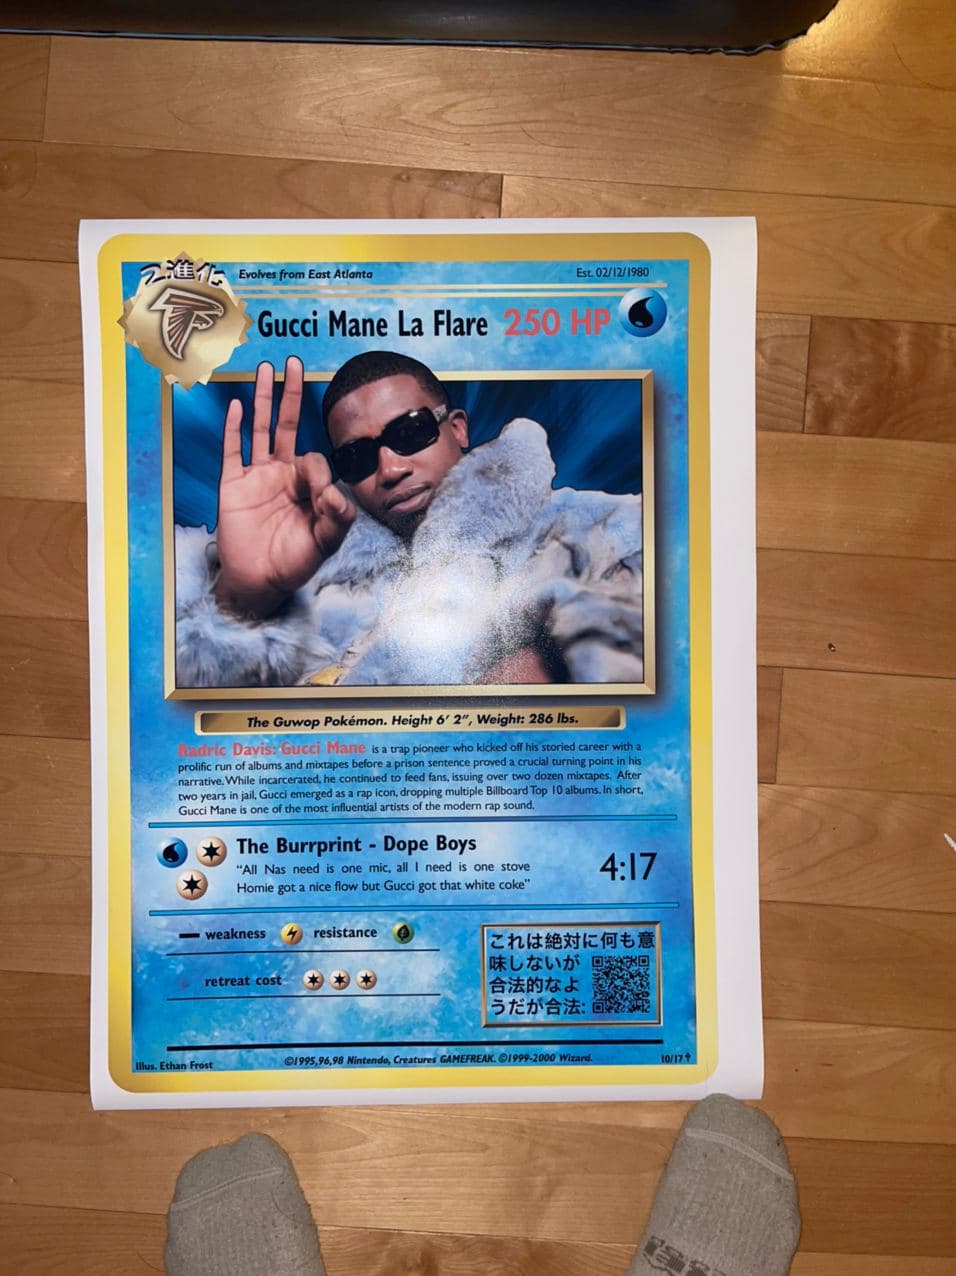 2進化
Evolves from East Atlanta
Est. 02/12/1980
Gucci Mane La Flare 250 HP
The Guwop Pokémon. Height 6' 2", Weight: 286 lbs.
Radric Davis: Gucci Mane is a trap pioneer who kicked off his storied career with a
prolific run of albums and mixtapes before a prison sentence proved a crucial turning point in his
narrative. While incarcerated, he continued to feed fans, issuing over two dozen mixtapes. After
two years in jail, Gucci emerged as a rap icon, dropping multiple Billboard Top 10 albums. In short,
Gucci Mane is one of the most influential artists of the modern rap sound.
The Burrprint - Dope Boys
4:17
"All Nas need is one mic, all I need is one stove
Homie got a nice flow but Gucci got that white coke"
weakness
resistance
retreat cost
これは絶対に何も意
味しないが
合法的なよ
うだが合法:
Illus. Ethan Frost
©1995,96,98 Nintendo, Creatures GAMEFREAK. ©1999-2000 Wizard.
10/17